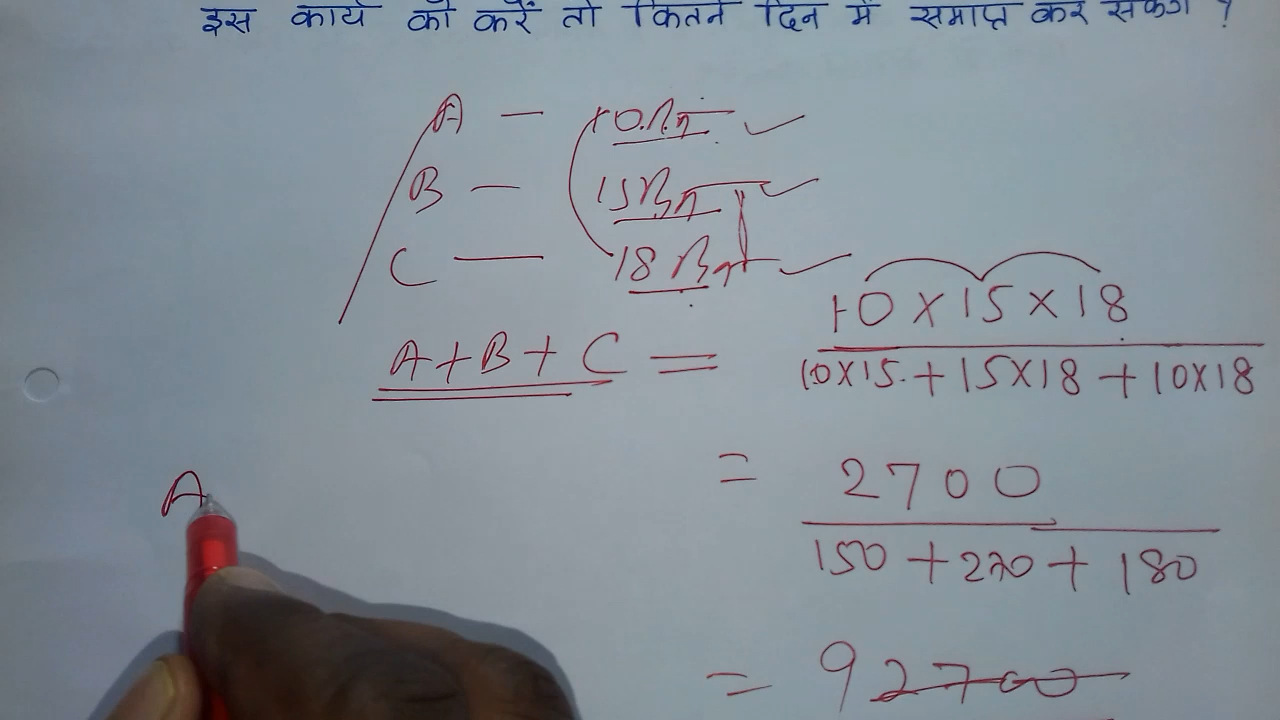 इस कार्य को करें तो कितने दिन में समाप्त कर सकेंगे ?
A — 10 दिन
B — 15 दिन
C — 18 दिन
A+B+C = 10×15×18
10×15+15×18+10×18
= 2700
150+270+180
A
= 92700